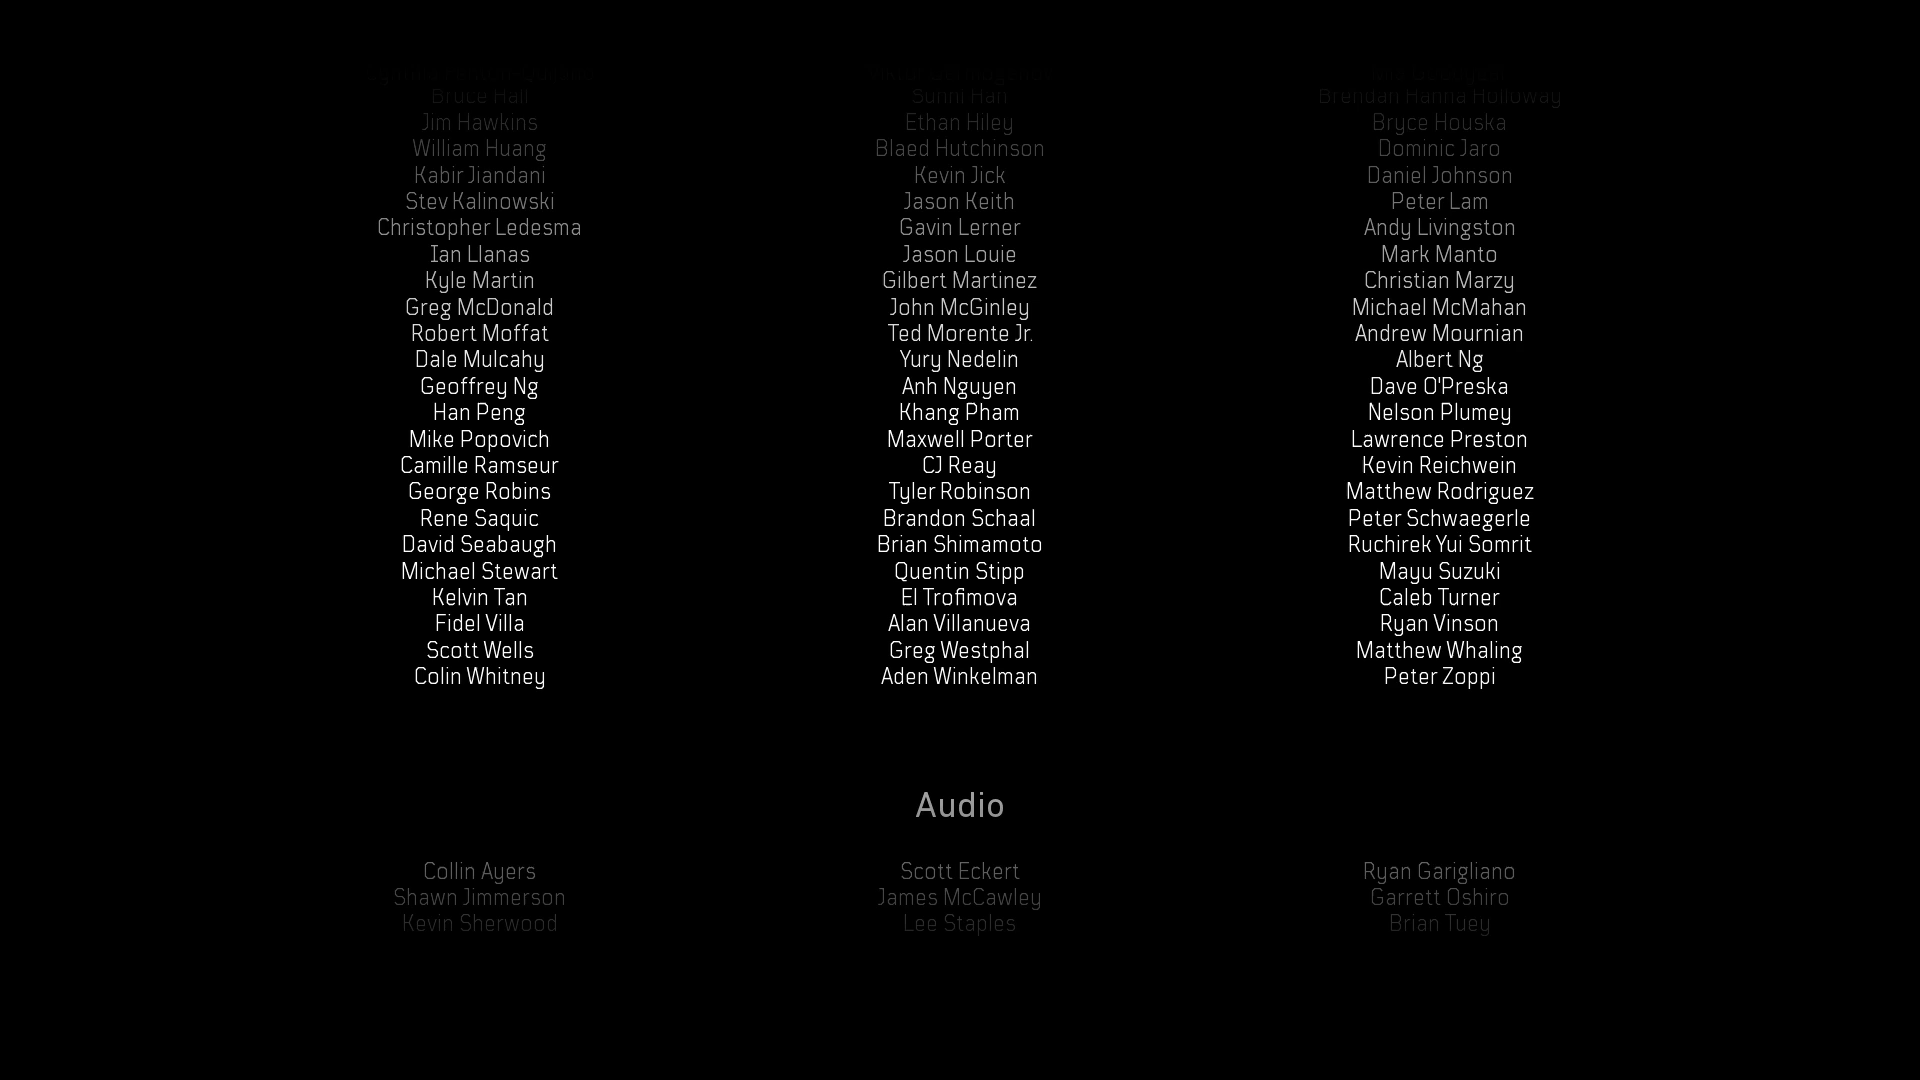 Bruce Hall Sunni Han Brendan Hanna Holloway
Jim Hawkins Ethan Hiley Bryce Houska
William Huang Blaed Hutchinson Dominic Jaro
Kabir Jiandani Kevin Jick Daniel Johnson
Stev Kalinowski Jason Keith Peter Lam
Christopher Ledesma Gavin Lerner Andy Livingston
Ian Llanas Jason Louie Mark Manto
Kyle Martin Gilbert Martinez Christian Marzy
Greg McDonald John McGinley Michael McMahan
Robert Moffat Ted Morente Jr. Andrew Mournian
Dale Mulcahy Yury Nedelin Albert Ng
Geoffrey Ng Anh Nguyen Dave O'Preska
Han Peng Khang Pham Nelson Plumey
Mike Popovich Maxwell Porter Lawrence Preston
Camille Ramseur CJ Reay Kevin Reichwein
George Robins Tyler Robinson Matthew Rodriguez
Rene Saquic Brandon Schaal Peter Schwaegerle
David Seabaugh Brian Shimamoto Ruchirek Yui Somrit
Michael Stewart Quentin Stipp Mayu Suzuki
Kelvin Tan El Trofimova Caleb Turner
Fidel Villa Alan Villanueva Ryan Vinson
Scott Wells Greg Westphal Matthew Whaling
Colin Whitney Aden Winkelman Peter Zoppi
Audio
Collin Ayers Scott Eckert Ryan Garigliano
Shawn Jimmerson James McCawley Garrett Oshiro
Kevin Sherwood Lee Staples Brian Tuey